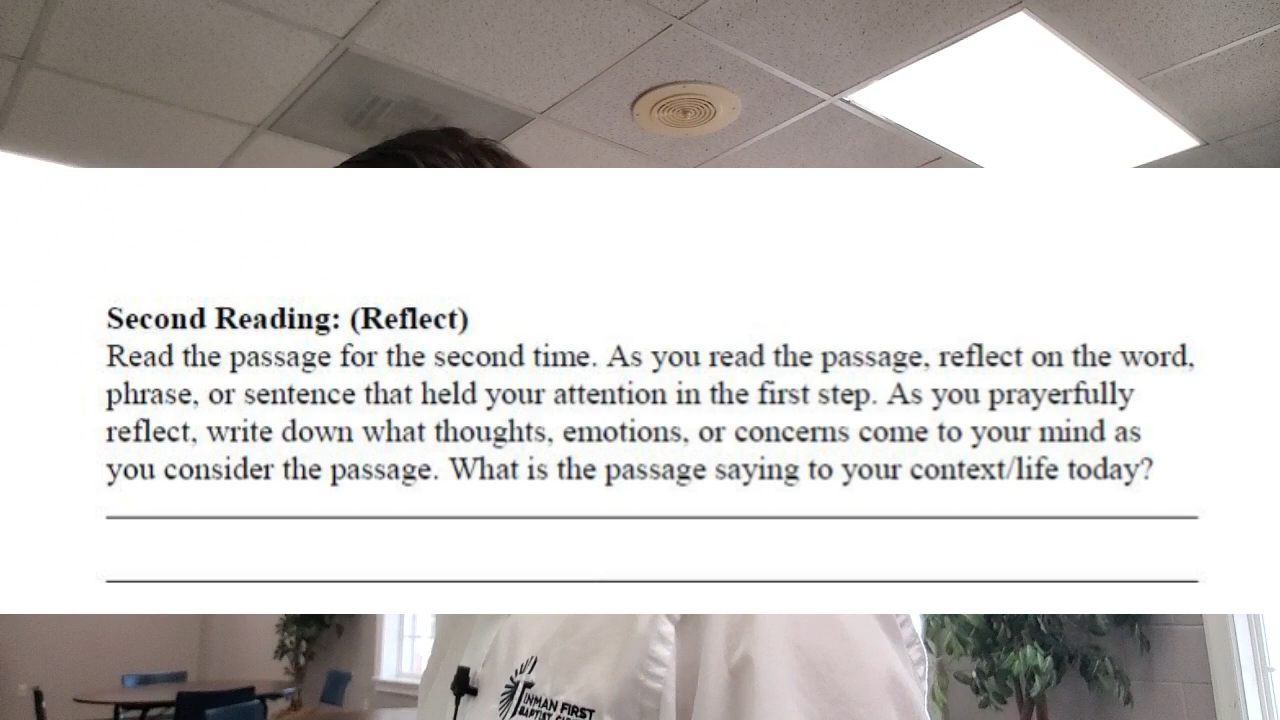 Second Reading: (Reflect)
Read the passage for the second time. As you read the passage, reflect on the word,
phrase, or sentence that held your attention in the first step. As you prayerfully
reflect, write down what thoughts, emotions, or concerns come to your mind as
you consider the passage. What is the passage saying to your context/life today?
INMAN FIRST
BAPTIST